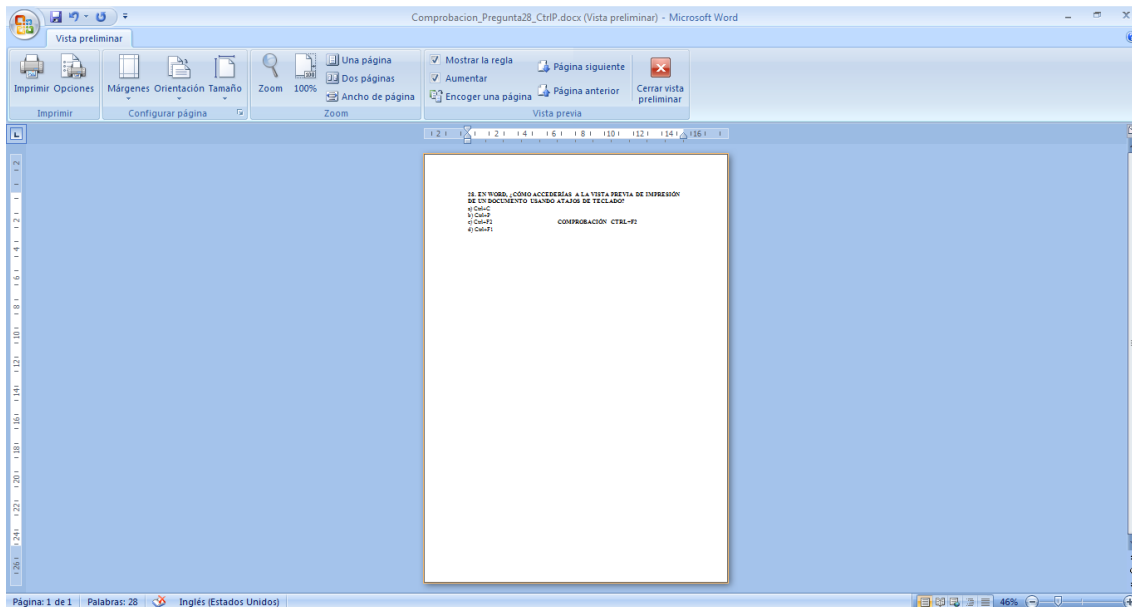 Comprobacion_Pregunta28_CtrlP.docx (Vista preliminar) - Microsoft Word
Vista preliminar
Imprimir Opciones Márgenes Orientación Tamaño Zoom 100%
Una página
Dos páginas
Ancho de página
Mostrar la regla
Aumentar
Encoger una página
Página siguiente
Página anterior
Cerrar vista
preliminar
Imprimir Configurar página Zoom Vista previa
28. EN WORD, ¿CÓMO ACCEDERÍAS A LA VISTA PREVIA DE IMPRESIÓN
DE UN DOCUMENTO USANDO ATAJOS DE TECLADO?
a) Ctrl+C
b) Ctrl+P
c) Ctrl+F2 COMPROBACIÓN CTRL+F2
d) Ctrl+F1
Página: 1 de 1 Palabras: 28 Inglés (Estados Unidos) 46%